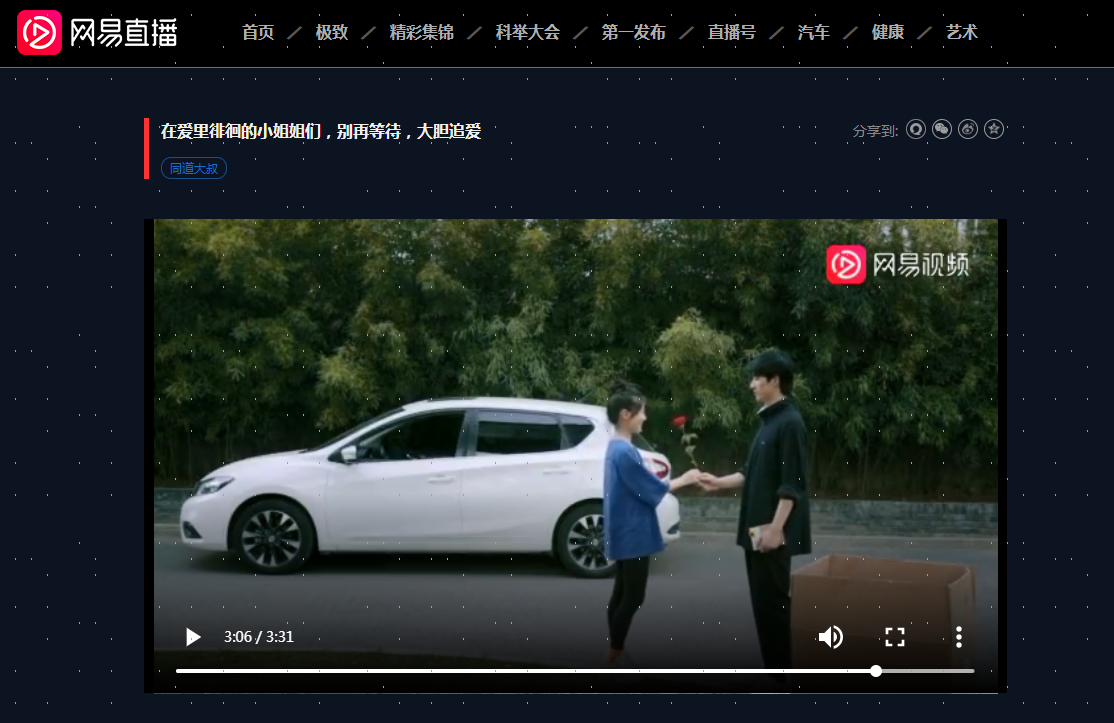 网易直播
首页 / 极致 / 精彩集锦 / 科举大会 / 第一发布 / 直播号 / 汽车 / 健康 / 艺术
在爱里徘徊的小姐姐们，别再等待，大胆追爱
分享到:
同道大叔
网易视频
3:06 / 3:31